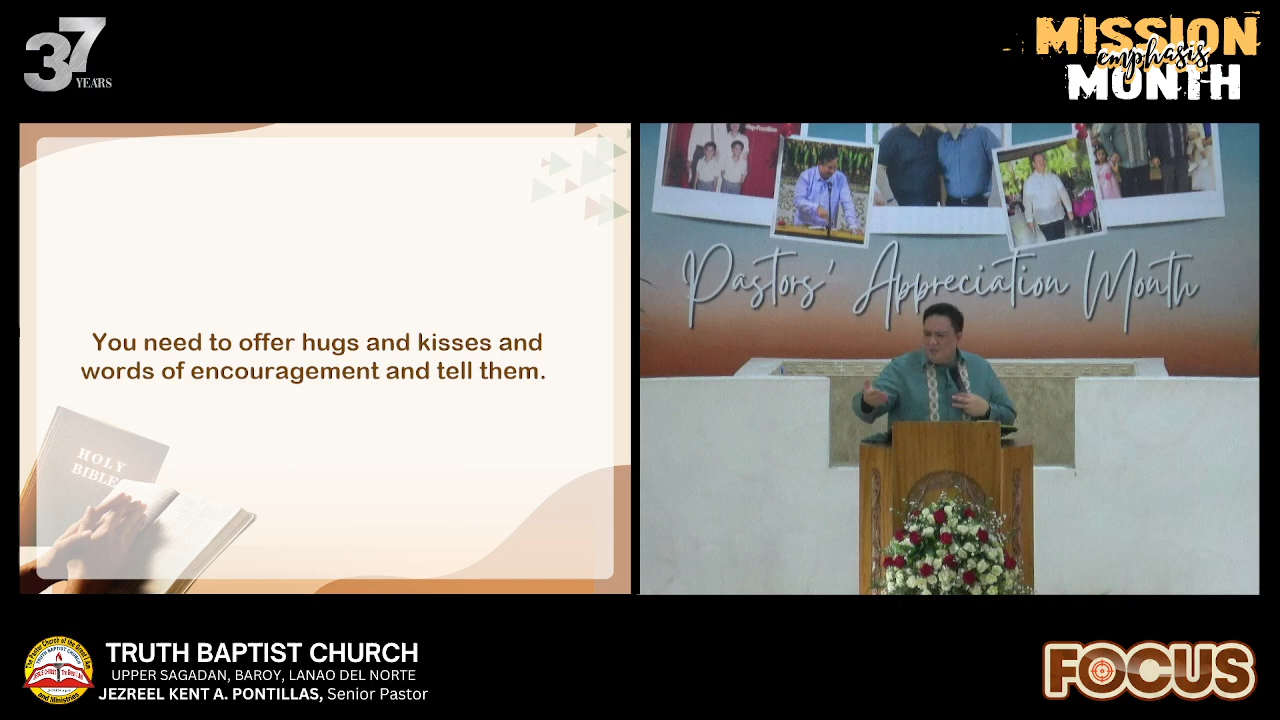 37
YEARS
MISSION
emphasis
MONTH
You need to offer hugs and kisses and
words of encouragement and tell them.
HOLY
BIBLE
Pastors' Appreciation Month
TRUTH BAPTIST CHURCH
UPPER SAGADAN, BAROY, LANAO DEL NORTE
JEZREEL KENT A. PONTILLAS, Senior Pastor
FOCUS